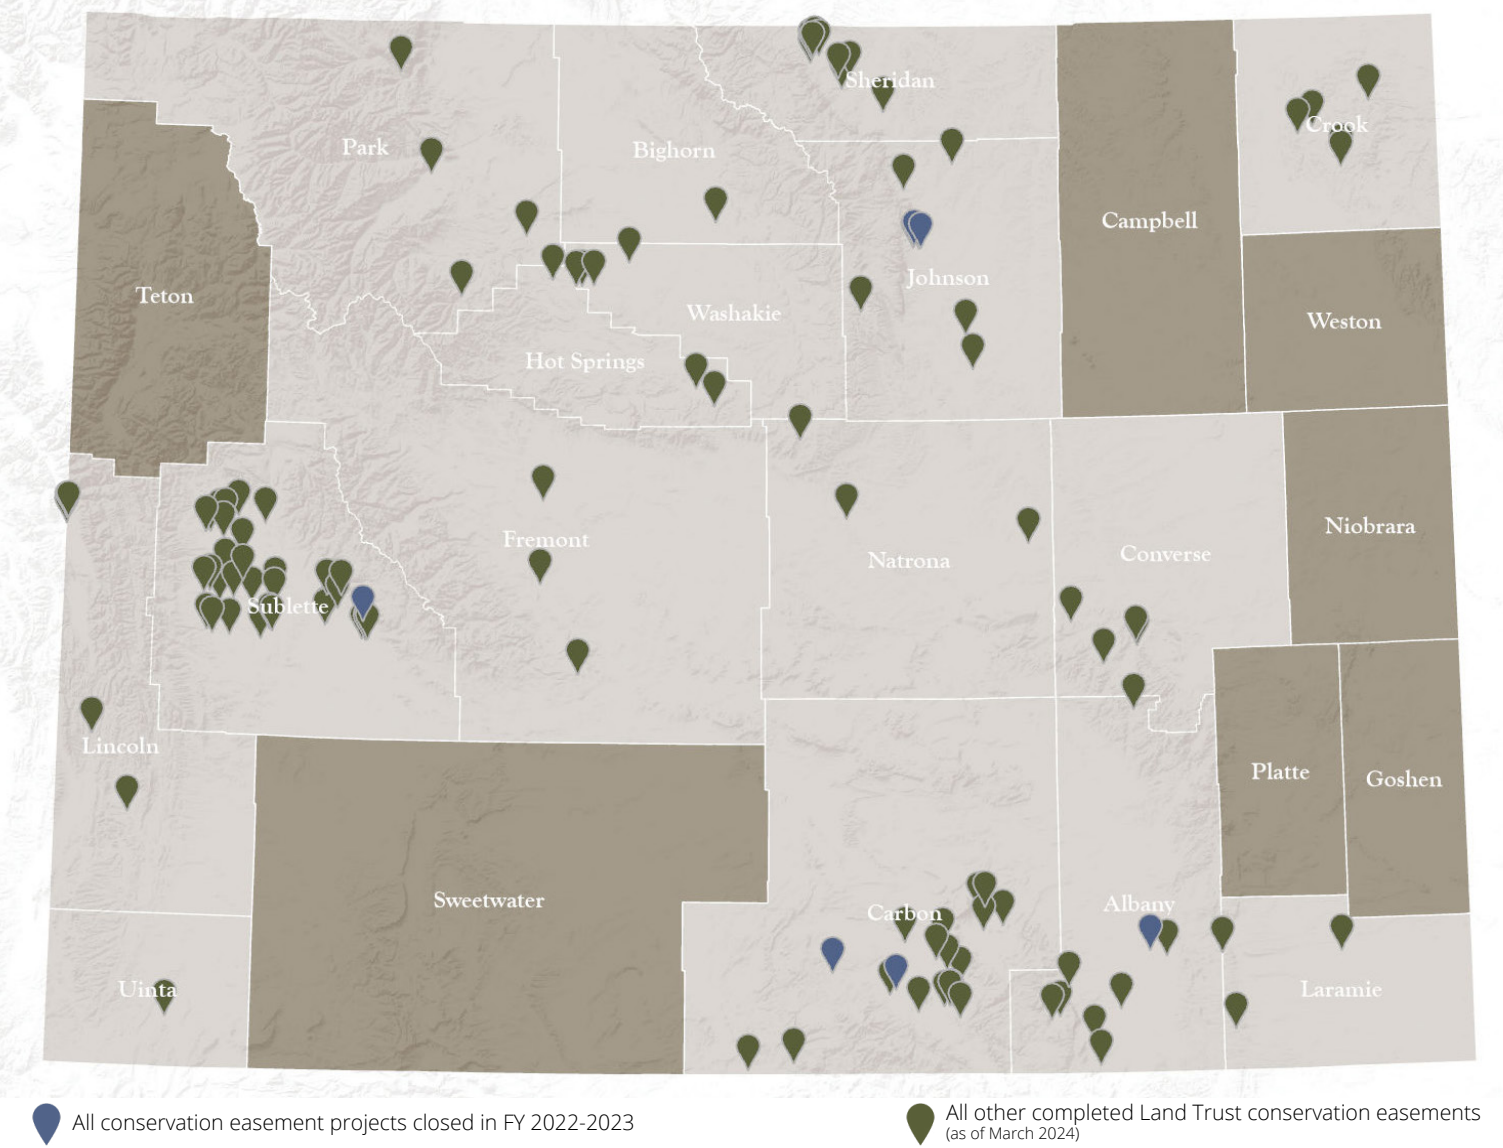 Sheridan
Crook
Park
Bighorn
Campbell
Johnson
Teton
Washakie
Weston
Hot Springs
Niobrara
Fremont
Converse
Natrona
Sublette
Lincoln
Platte
Goshen
Sweetwater
Carbon
Albany
Uinta
Laramie
All conservation easement projects closed in FY 2022-2023
All other completed Land Trust conservation easements
(as of March 2024)